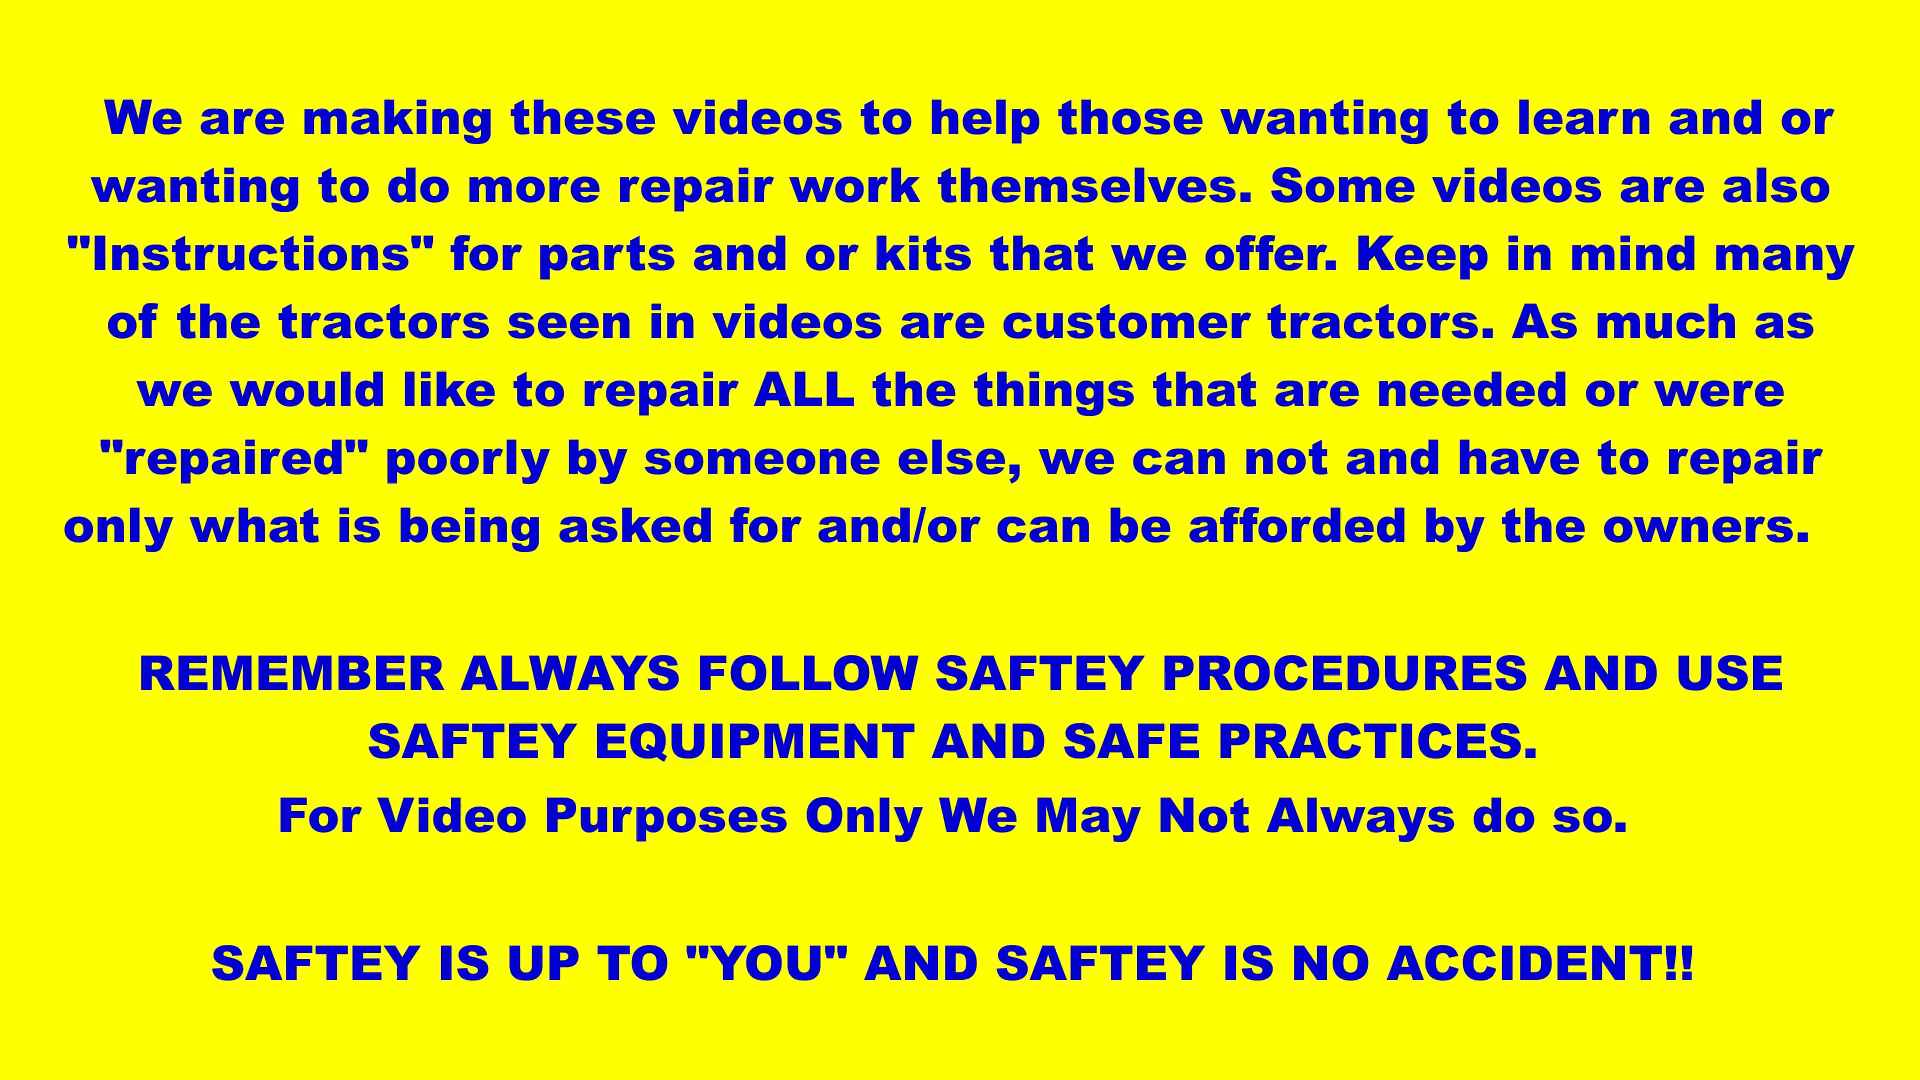 We are making these videos to help those wanting to learn and or
wanting to do more repair work themselves. Some videos are also
"Instructions" for parts and or kits that we offer. Keep in mind many
of the tractors seen in videos are customer tractors. As much as
we would like to repair ALL the things that are needed or were
"repaired" poorly by someone else, we can not and have to repair
only what is being asked for and/or can be afforded by the owners.
REMEMBER ALWAYS FOLLOW SAFTEY PROCEDURES AND USE
SAFTEY EQUIPMENT AND SAFE PRACTICES.
For Video Purposes Only We May Not Always do so.
SAFTEY IS UP TO "YOU" AND SAFTEY IS NO ACCIDENT!!